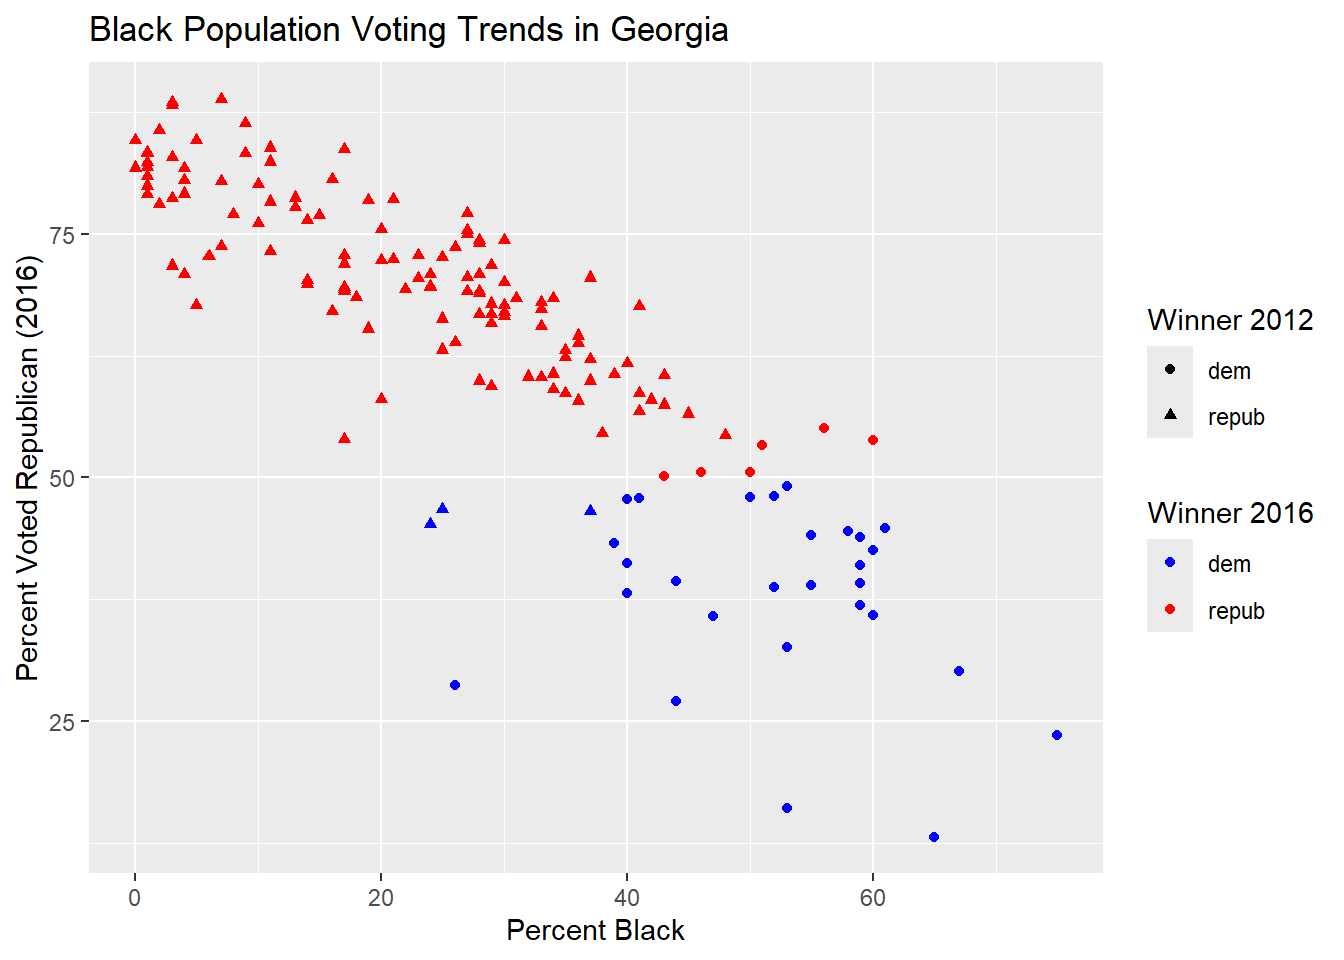 Black Population Voting Trends in Georgia
Percent Voted Republican (2016)
75
50
25
0
20
40
60
Percent Black
Winner 2012
dem
repub
Winner 2016
dem
repub